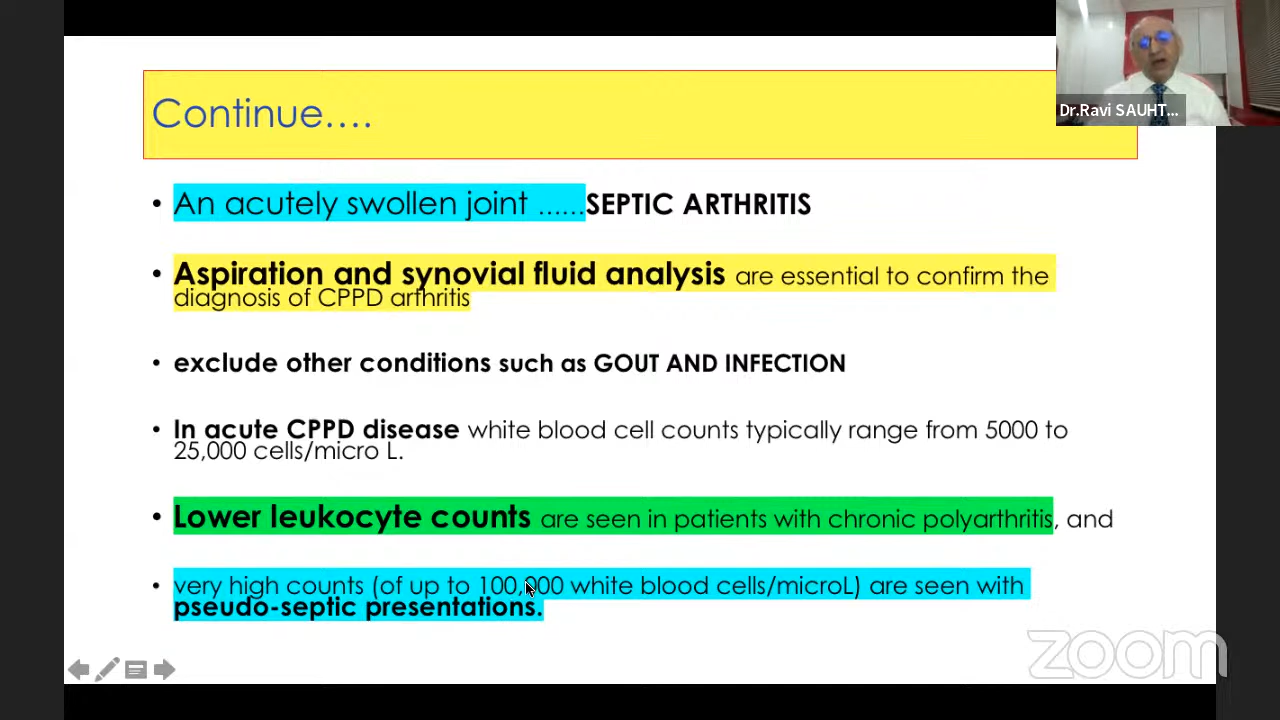 Continue….
Dr.Ravi SAUHT...
• An acutely swollen joint ......SEPTIC ARTHRITIS
• Aspiration and synovial fluid analysis are essential to confirm the
diagnosis of CPPD arthritis
• exclude other conditions such as GOUT AND INFECTION
• In acute CPPD disease white blood cell counts typically range from 5000 to
25,000 cells/micro L.
• Lower leukocyte counts are seen in patients with chronic polyarthritis, and
• very high counts (of up to 100,000 white blood cells/microL) are seen with
pseudo-septic presentations.
zoom